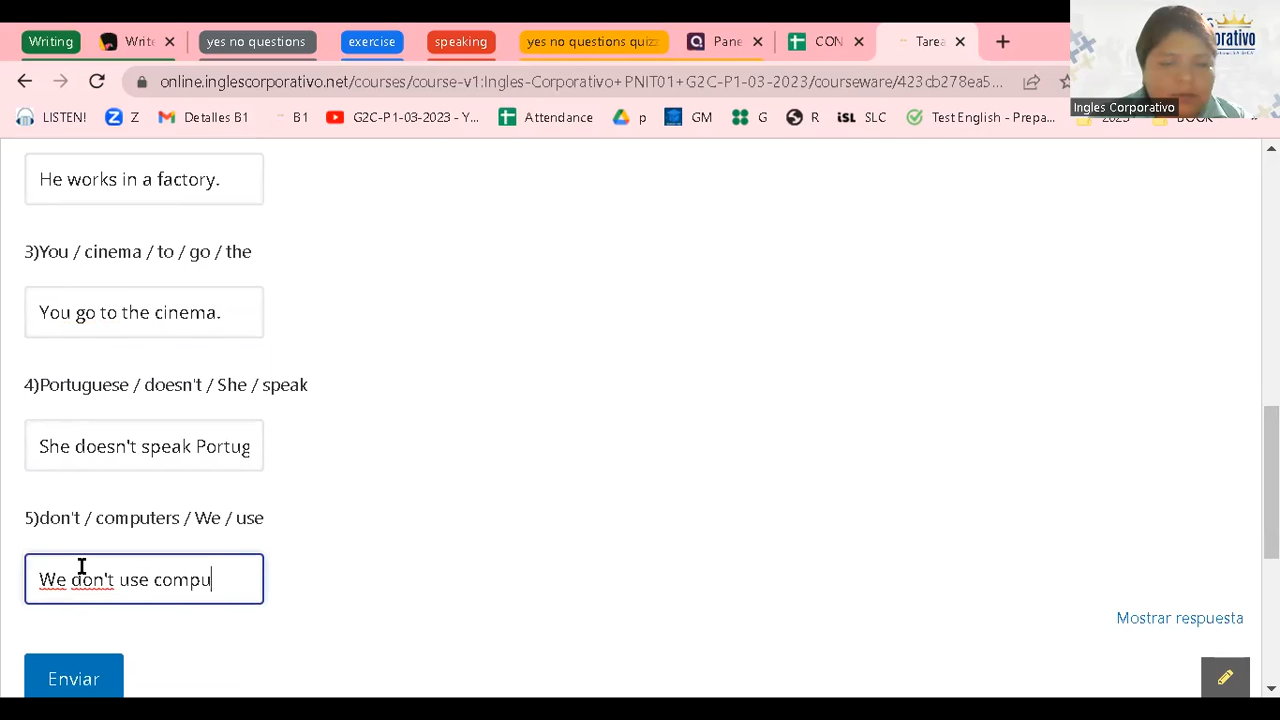 Writing
Write
yes no questions
exercise
speaking
yes no questions quizz
Pane
CON
Tarea
online.inglescorporativo.net/courses/course-v1:Ingles-Corporativo+PNIT01+G2C-P1-03-2023/courseware/423cb278ea5...
LISTEN!
Z
Detalles B1
B1
G2C-P1-03-2023 - Y...
Attendance
p
GM
G
R
iSL SLC
Test English - Prepa...
orativo
Ingles Corporativo
He works in a factory.
3)You / cinema / to / go / the
You go to the cinema.
4)Portuguese / doesn't / She / speak
She doesn't speak Portug
5)don't / computers / We / use
We don't use compu
Mostrar respuesta
Enviar